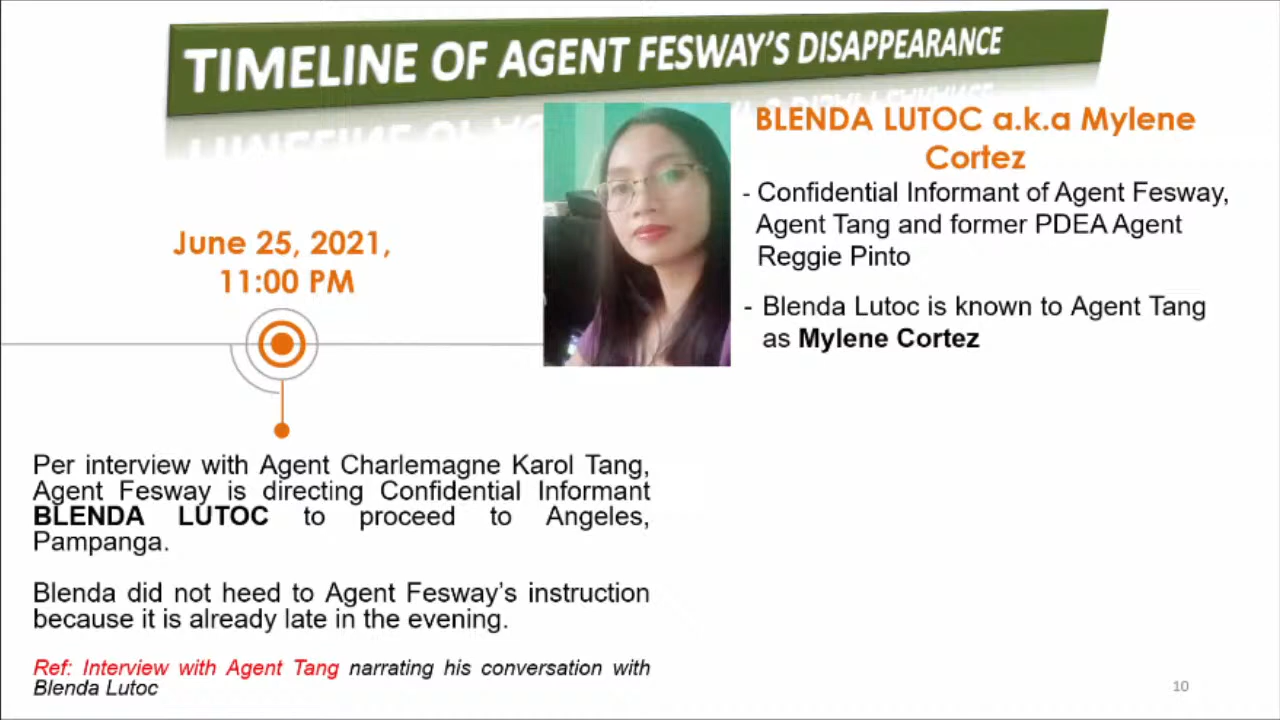 TIMELINE OF AGENT FESWAY'S DISAPPEARANCE
BLENDA LUTOC a.k.a Mylene
Cortez
- Confidential Informant of Agent Fesway,
Agent Tang and former PDEA Agent
Reggie Pinto
- Blenda Lutoc is known to Agent Tang
as Mylene Cortez
June 25, 2021,
11:00 PM
Per interview with Agent Charlemagne Karol Tang,
Agent Fesway is directing Confidential Informant
BLENDA LUTOC to proceed to Angeles,
Pampanga.
Blenda did not heed to Agent Fesway's instruction
because it is already late in the evening.
Ref: Interview with Agent Tang narrating his conversation with
Blenda Lutoc
10